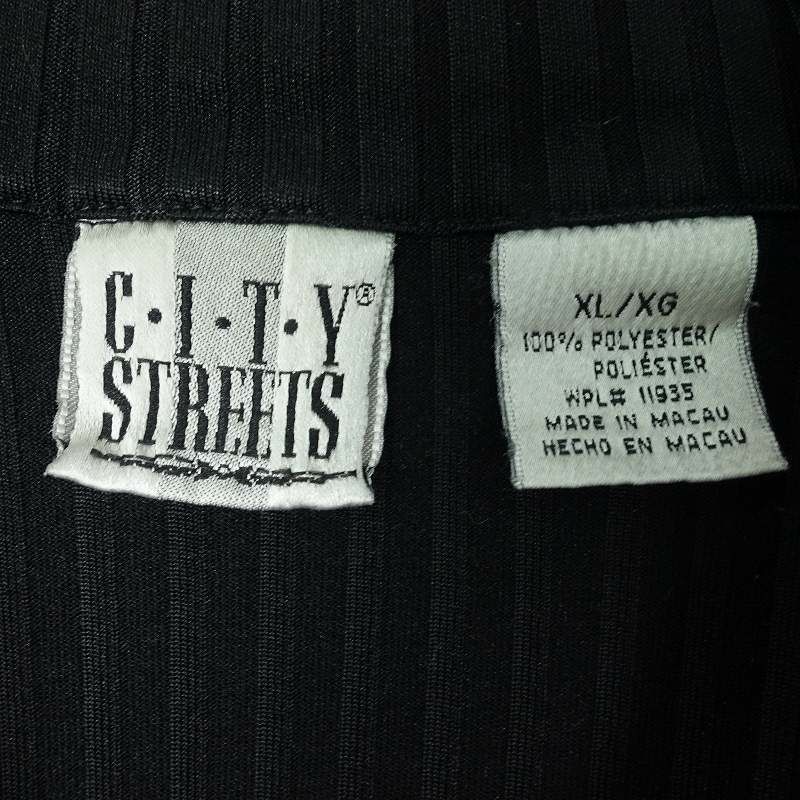 C·I·T·Y®
STREETS
XL/XG
100% POLYESTER/
POLIÉSTER
WPL# 11935
MADE IN MACAU
HECHO EN MACAU